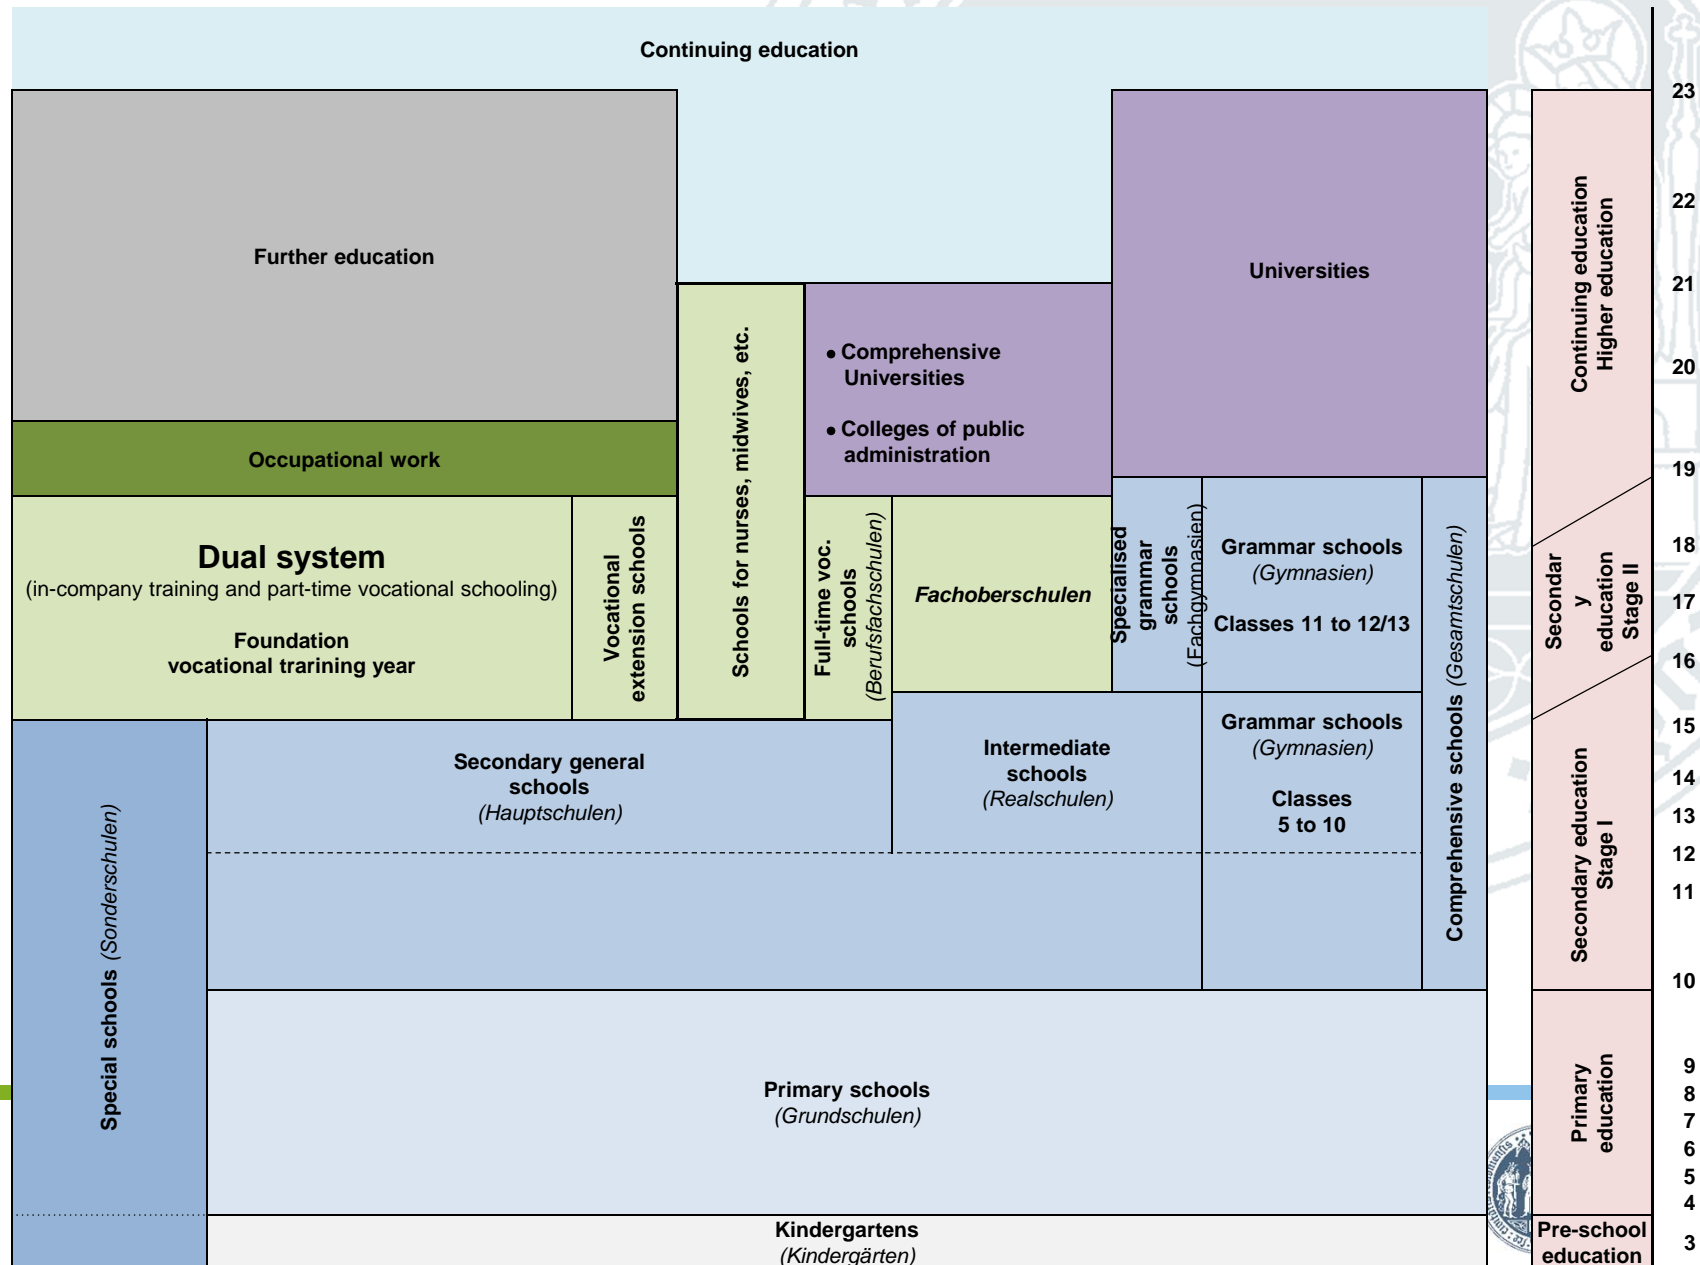 Continuing education
Further education
Universities
Occupational work
Schools for nurses, midwives, etc.
• Comprehensive
Universities
• Colleges of public
administration
Dual system
(in-company training and part-time vocational schooling)
Foundation
vocational trarining year
Vocational
extension schools
Full-time voc.
schools
(Berufsfachschulen)
Fachoberschulen
Specialised
grammar
schools
(Fachgymnasien)
Grammar schools
(Gymnasien)
Classes 11 to 12/13
Comprehensive schools (Gesamtschulen)
Special schools (Sonderschulen)
Secondary general
schools
(Hauptschulen)
Intermediate
schools
(Realschulen)
Grammar schools
(Gymnasien)
Classes
5 to 10
Primary schools
(Grundschulen)
Kindergartens
(Kindergärten)
Continuing education
Higher education
Secondar
y
education
Stage II
Secondary education
Stage I
Primary
education
Pre-school
education
23
22
21
20
19
18
17
16
15
14
13
12
11
10
9
8
7
6
5
4
3